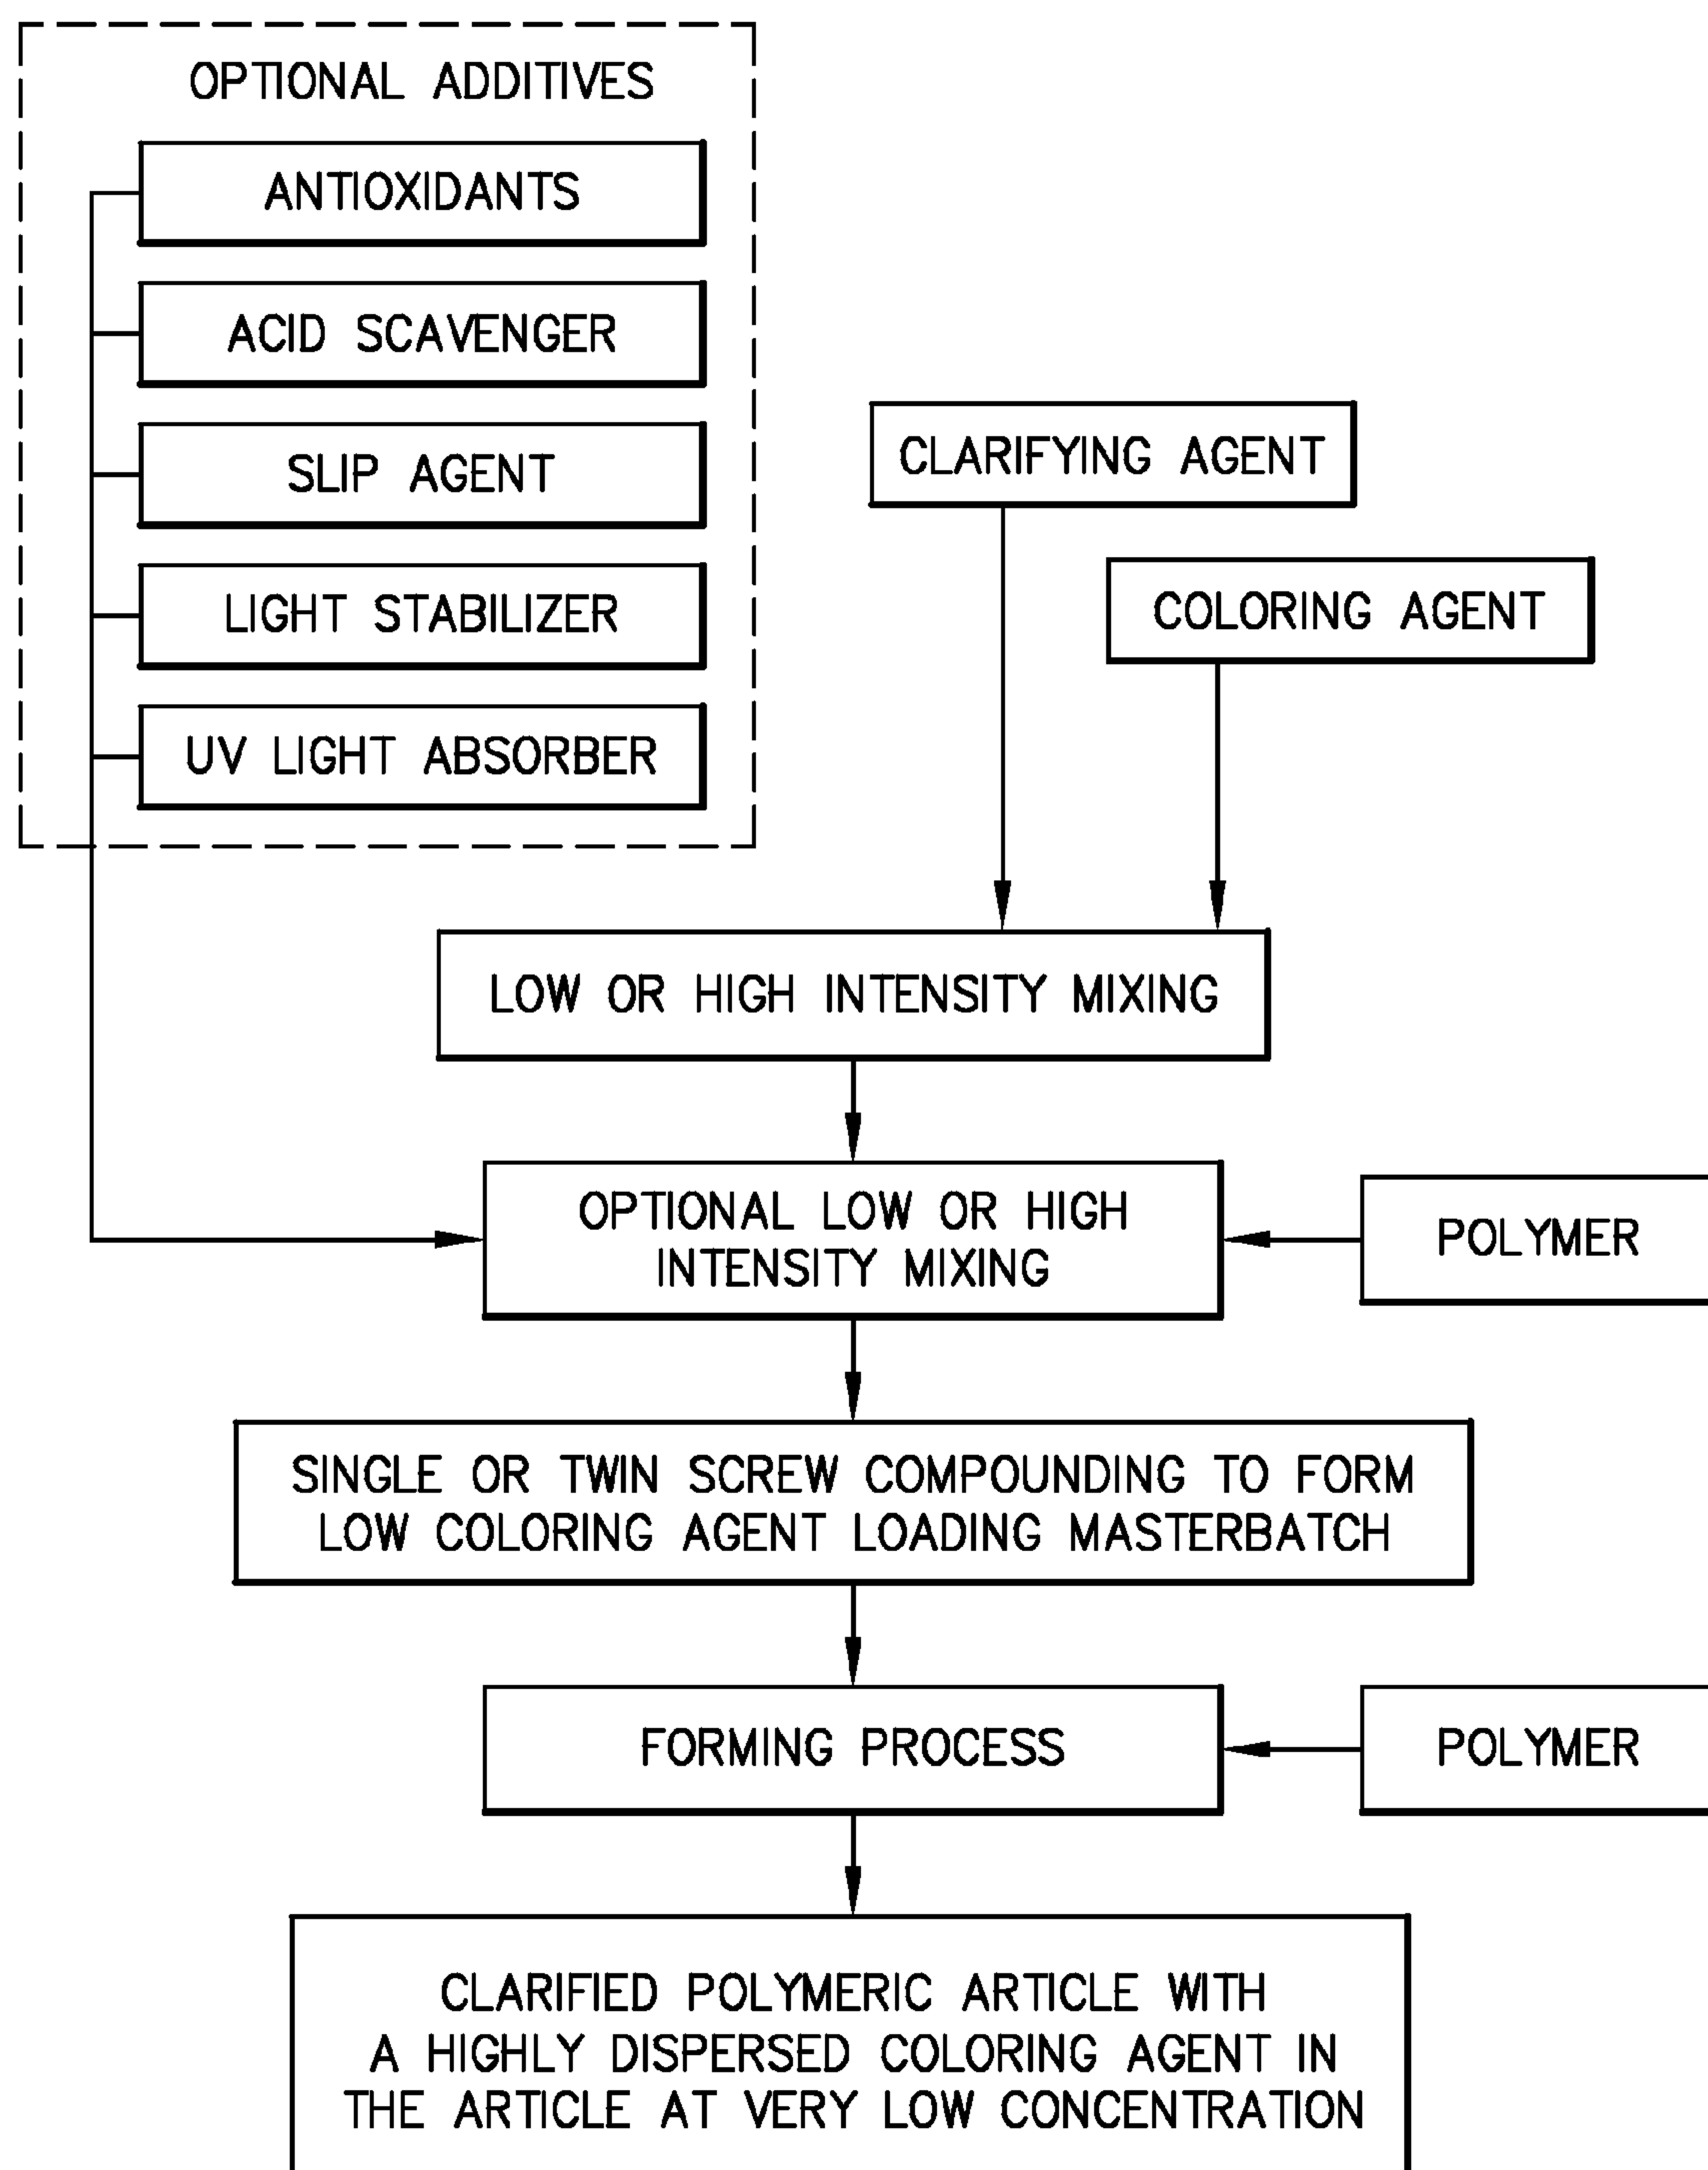 OPTIONAL ADDITIVES
ANTIOXIDANTS
ACID SCAVENGER
SLIP AGENT
LIGHT STABILIZER
UV LIGHT ABSORBER
CLARIFYING AGENT
COLORING AGENT
LOW OR HIGH INTENSITY MIXING
OPTIONAL LOW OR HIGH
INTENSITY MIXING
POLYMER
SINGLE OR TWIN SCREW COMPOUNDING TO FORM
LOW COLORING AGENT LOADING MASTERBATCH
FORMING PROCESS
POLYMER
CLARIFIED POLYMERIC ARTICLE WITH
A HIGHLY DISPERSED COLORING AGENT IN
THE ARTICLE AT VERY LOW CONCENTRATION